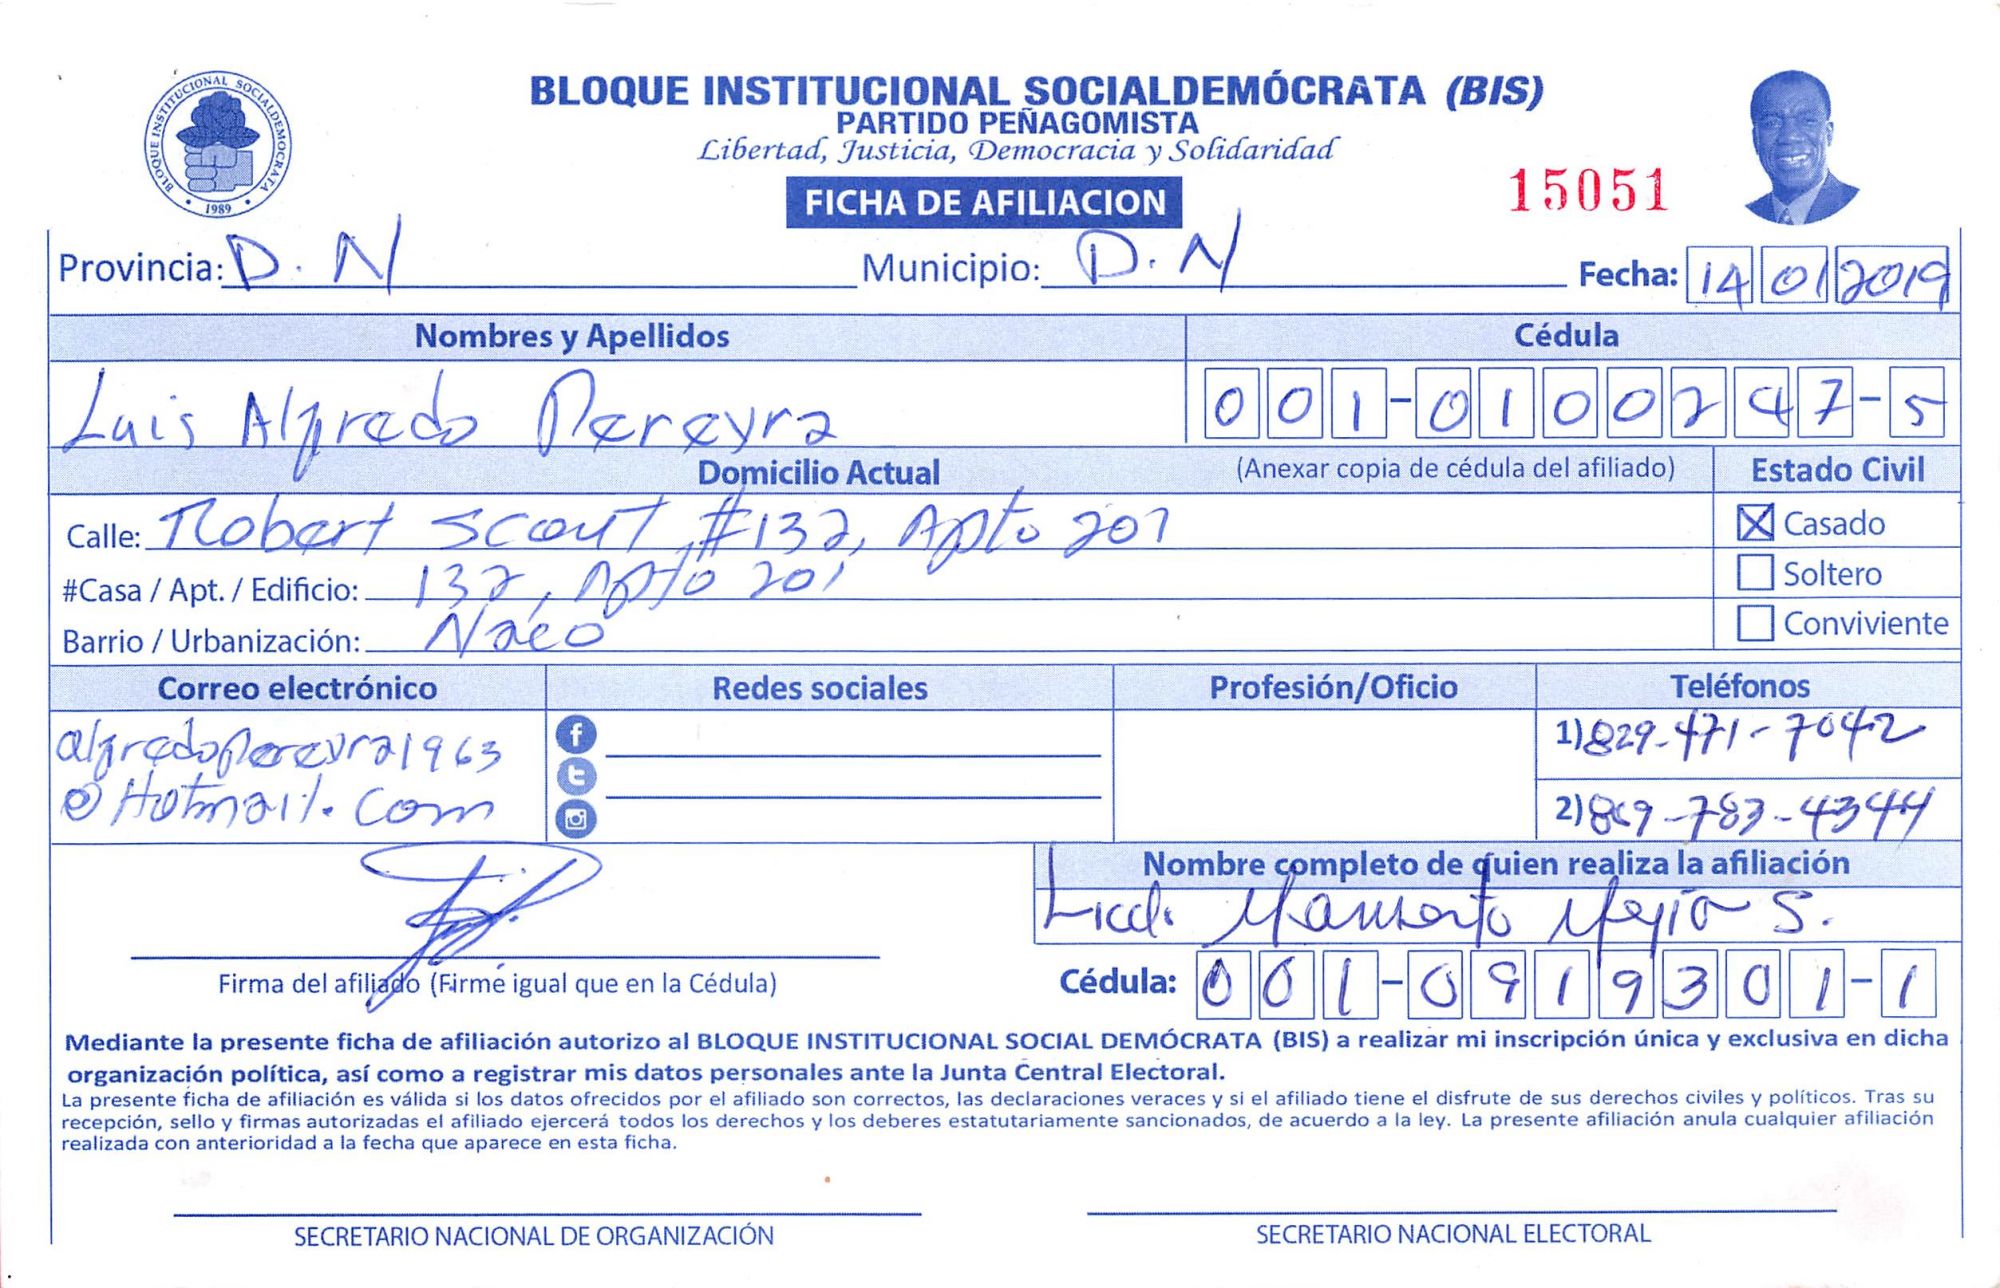 BLOQUE INSTITUCIONAL SOCIALDEMÓCRATA (BIS)
PARTIDO PEÑAGOMISTA
Libertad, Justicia, Democracia y Solidaridad
BLOQUE INSTITUCIONAL SOCIALDEMOCRATA
1989
FICHA DE AFILIACION
15051
Provincia: D. N Municipio: D. N Fecha: 14 01 2019
Nombres y Apellidos Cédula
Luis Alfredo Pereyra 001-0100247-5
Domicilio Actual (Anexar copia de cédula del afiliado) Estado Civil
Calle: Robert Scout #132, Apto 201 Casado
#Casa / Apt. / Edificio: 132, Apto 201 Soltero
Barrio / Urbanización: Naco Conviviente
Correo electrónico Redes sociales Profesión/Oficio Teléfonos
alfredopereyra1963 1) 829-471-7042
@Hotmail.com 2) 809-783-4344
Nombre completo de quien realiza la afiliación
Licd. Mejía S.
Firma del afiliado (Firme igual que en la Cédula) Cédula: 001-0919301-1
Mediante la presente ficha de afiliación autorizo al BLOQUE INSTITUCIONAL SOCIAL DEMÓCRATA (BIS) a realizar mi inscripción única y exclusiva en dicha
organización política, así como a registrar mis datos personales ante la Junta Central Electoral.
La presente ficha de afiliación es válida si los datos ofrecidos por el afiliado son correctos, las declaraciones veraces y si el afiliado tiene el disfrute de sus derechos civiles y políticos. Tras su
recepción, sello y firmas autorizadas el afiliado ejercerá todos los derechos y los deberes estatutariamente sancionados, de acuerdo a la ley. La presente afiliación anula cualquier afiliación
realizada con anterioridad a la fecha que aparece en esta ficha.
SECRETARIO NACIONAL DE ORGANIZACIÓN SECRETARIO NACIONAL ELECTORAL